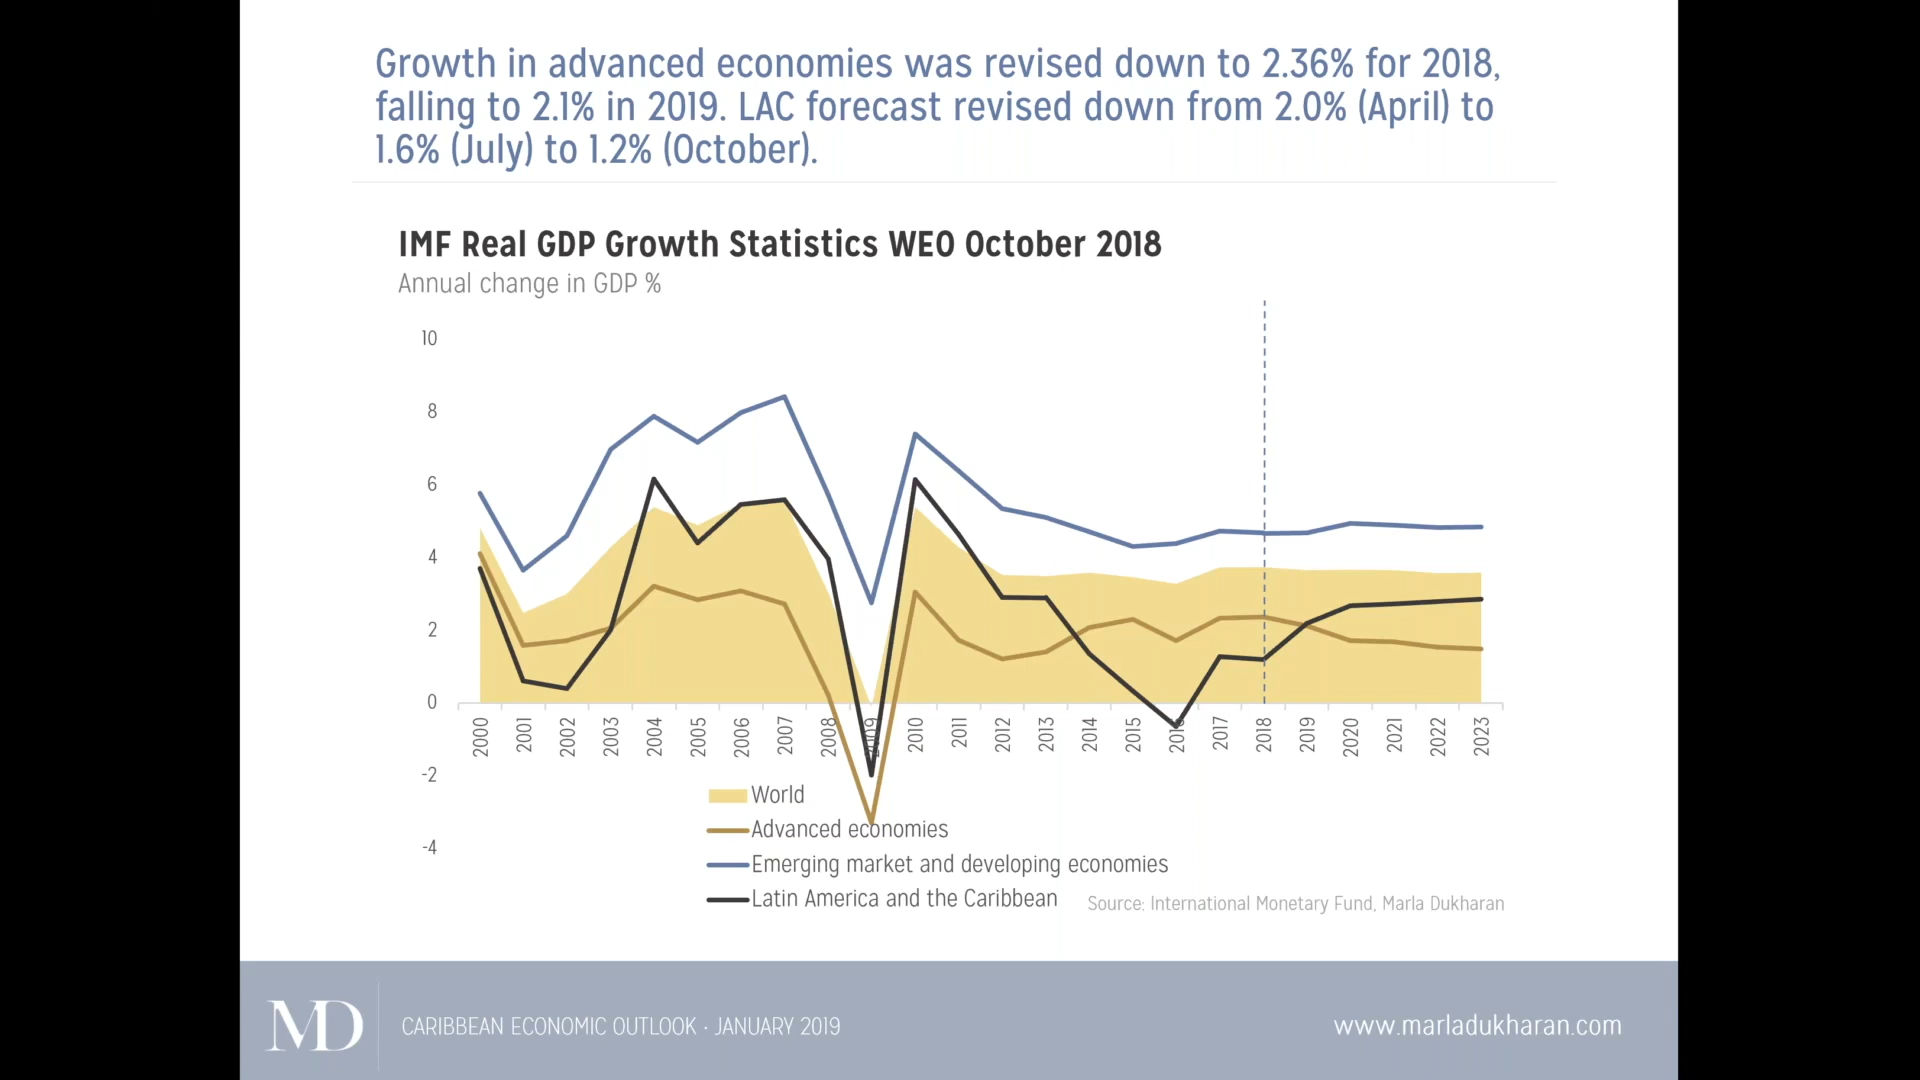 Growth in advanced economies was revised down to 2.36% for 2018,
falling to 2.1% in 2019. LAC forecast revised down from 2.0% (April) to
1.6% (July) to 1.2% (October).
IMF Real GDP Growth Statistics WEO October 2018
Annual change in GDP %
10
8
6
4
2
0
-2
-4
2000 2001 2002 2003 2004 2005 2006 2007 2008 2009 2010 2011 2012 2013 2014 2015 2016 2017 2018 2019 2020 2021 2022 2023
World
Advanced economies
Emerging market and developing economies
Latin America and the Caribbean
Source: International Monetary Fund, Marla Dukharan
MD
CARIBBEAN ECONOMIC OUTLOOK · JANUARY 2019
www.marladukharan.com